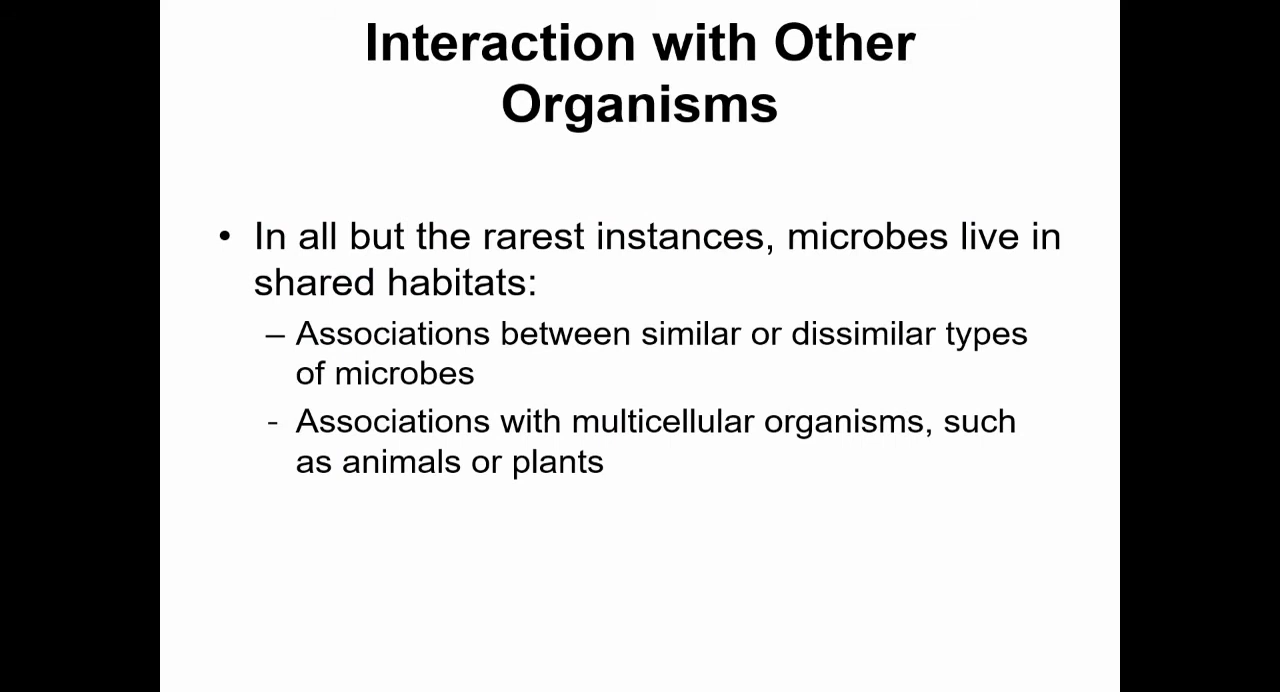 Interaction with Other
Organisms
• In all but the rarest instances, microbes live in
shared habitats:
– Associations between similar or dissimilar types
of microbes
- Associations with multicellular organisms, such
as animals or plants